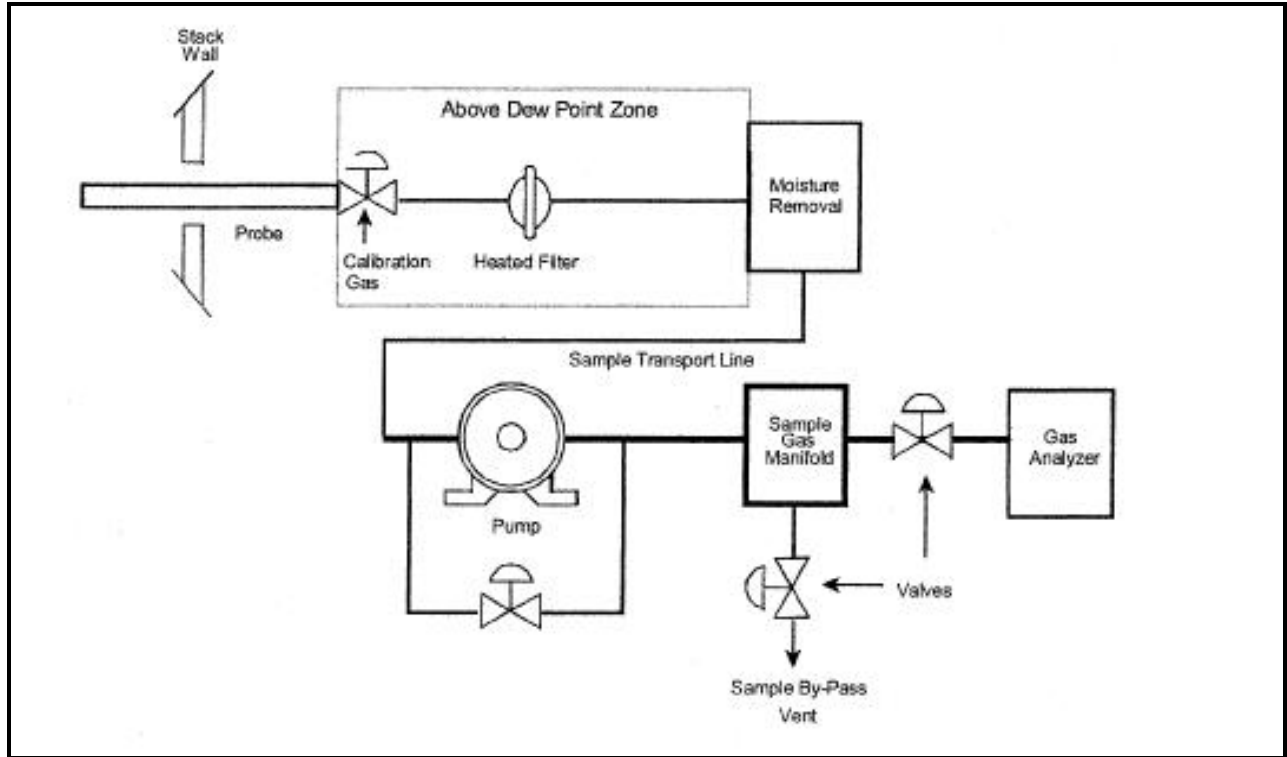 Stack
Wall
Above Dew Point Zone
Moisture
Removal
Probe
Calibration
Gas
Heated Filter
Sample Transport Line
Sample
Gas
Manifold
Gas
Analyzer
Pump
Valves
Sample By-Pass
Vent